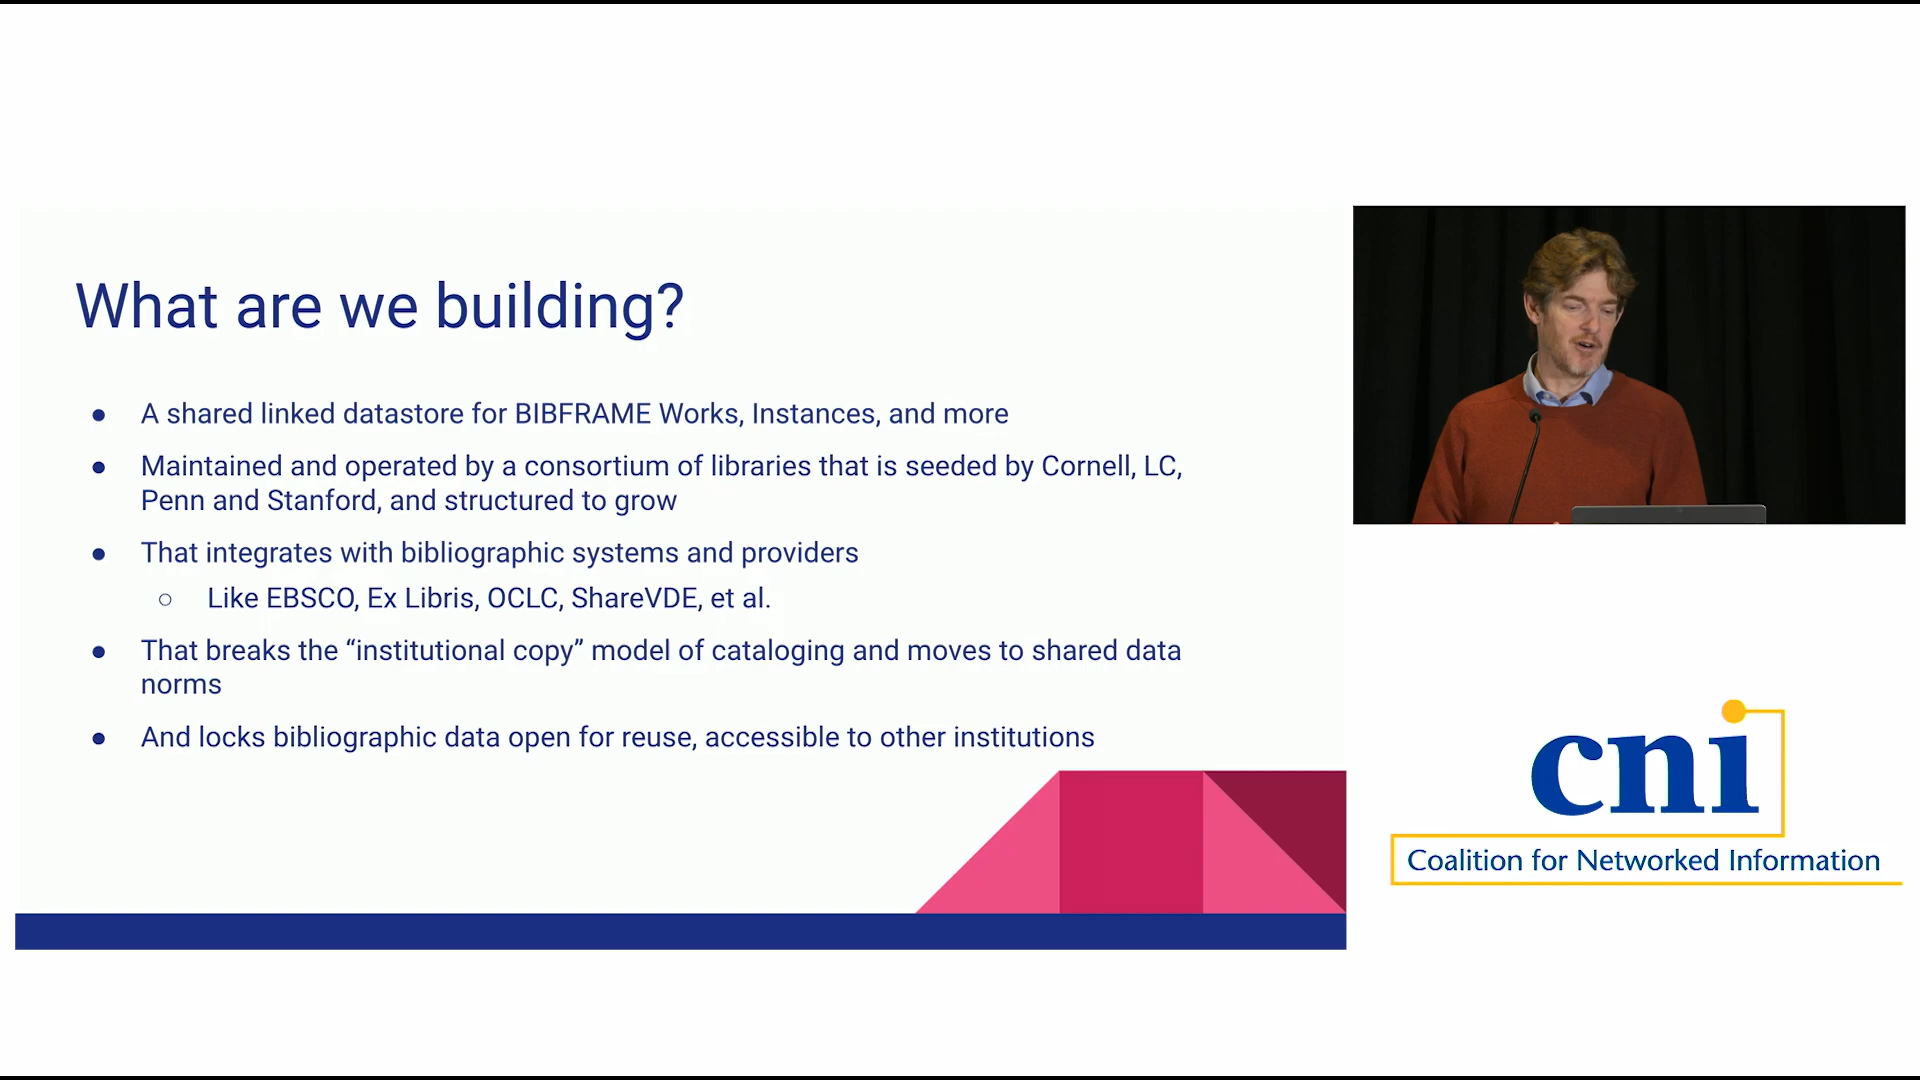 What are we building?
● A shared linked datastore for BIBFRAME Works, Instances, and more
● Maintained and operated by a consortium of libraries that is seeded by Cornell, LC,
Penn and Stanford, and structured to grow
● That integrates with bibliographic systems and providers
○ Like EBSCO, Ex Libris, OCLC, ShareVDE, et al.
● That breaks the “institutional copy” model of cataloging and moves to shared data
norms
● And locks bibliographic data open for reuse, accessible to other institutions
cni
Coalition for Networked Information